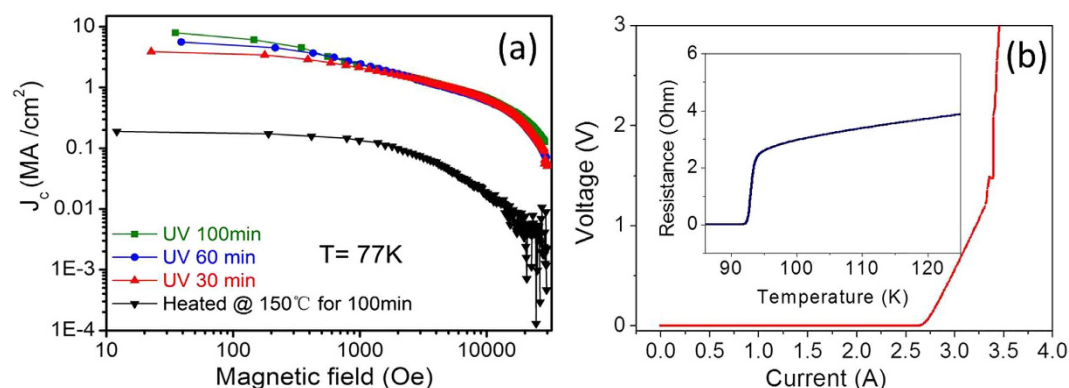 (a)
10
1
0.1
0.01
1E-3
1E-4
J_c (MA /cm²)
UV 100min
UV 60 min
UV 30 min
Heated @ 150℃ for 100min
T= 77K
10
100
1000
10000
Magnetic field (Oe)
(b)
3
2
1
0
Voltage (V)
6
4
2
0
Resistance (Ohm)
90
100
110
120
Temperature (K)
0.0
0.5
1.0
1.5
2.0
2.5
3.0
3.5
4.0
Current (A)